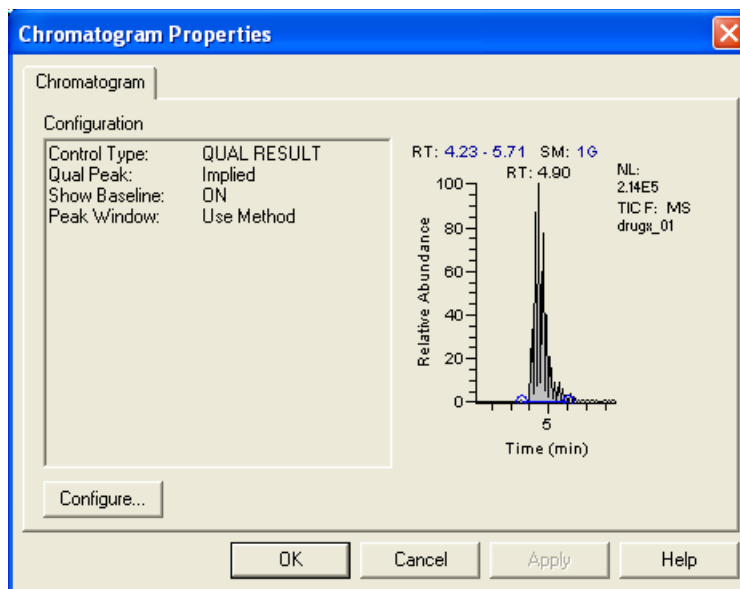 Chromatogram Properties
Chromatogram
Configuration
Control Type: QUAL RESULT
Qual Peak: Implied
Show Baseline: ON
Peak Window: Use Method
RT: 4.23 - 5.71 SM: 1G
RT: 4.90
NL:
2.14E5
TIC F: MS
drugx_01
100
80
60
40
20
0
Relative Abundance
5
Time (min)
Configure...
OK Cancel Apply Help